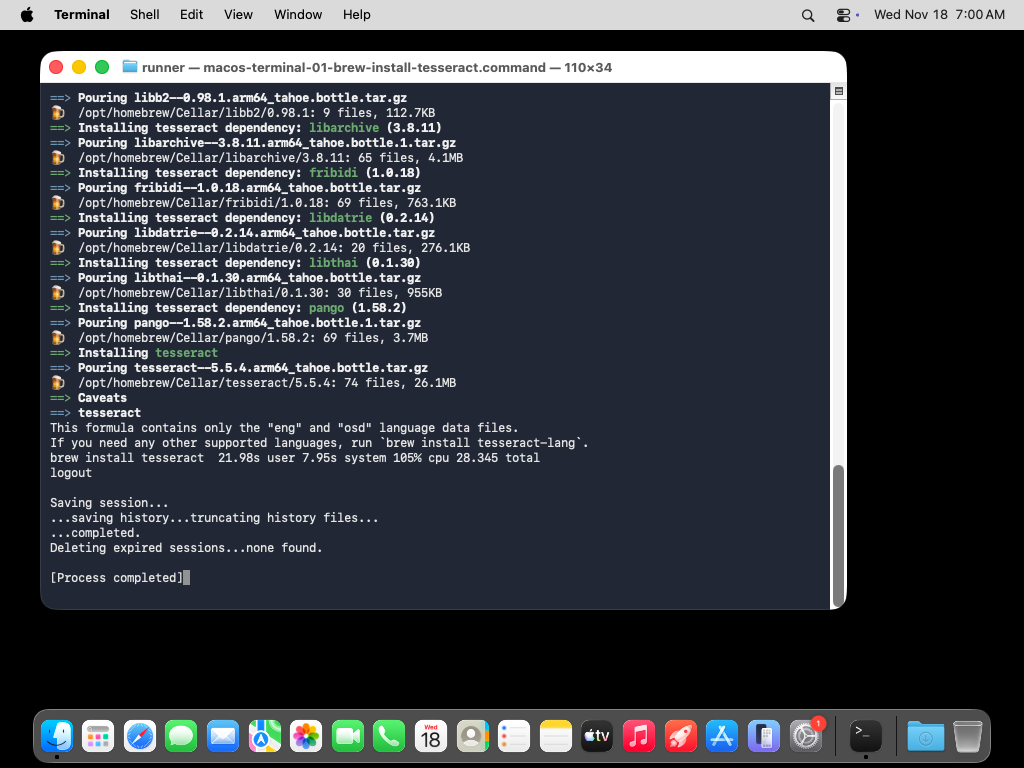 Terminal Shell Edit View Window Help Wed Nov 18 7:00 AM
runner — macos-terminal-01-brew-install-tesseract.command — 110×34
==> Pouring libb2--0.98.1.arm64_tahoe.bottle.tar.gz
🍺 /opt/homebrew/Cellar/libb2/0.98.1: 9 files, 112.7KB
==> Installing tesseract dependency: libarchive (3.8.11)
==> Pouring libarchive--3.8.11.arm64_tahoe.bottle.1.tar.gz
🍺 /opt/homebrew/Cellar/libarchive/3.8.11: 65 files, 4.1MB
==> Installing tesseract dependency: fribidi (1.0.18)
==> Pouring fribidi--1.0.18.arm64_tahoe.bottle.tar.gz
🍺 /opt/homebrew/Cellar/fribidi/1.0.18: 69 files, 763.1KB
==> Installing tesseract dependency: libdatrie (0.2.14)
==> Pouring libdatrie--0.2.14.arm64_tahoe.bottle.tar.gz
🍺 /opt/homebrew/Cellar/libdatrie/0.2.14: 20 files, 276.1KB
==> Installing tesseract dependency: libthai (0.1.30)
==> Pouring libthai--0.1.30.arm64_tahoe.bottle.tar.gz
🍺 /opt/homebrew/Cellar/libthai/0.1.30: 30 files, 955KB
==> Installing tesseract dependency: pango (1.58.2)
==> Pouring pango--1.58.2.arm64_tahoe.bottle.1.tar.gz
🍺 /opt/homebrew/Cellar/pango/1.58.2: 69 files, 3.7MB
==> Installing tesseract
==> Pouring tesseract--5.5.4.arm64_tahoe.bottle.tar.gz
🍺 /opt/homebrew/Cellar/tesseract/5.5.4: 74 files, 26.1MB
==> Caveats
==> tesseract
This formula contains only the "eng" and "osd" language data files.
If you need any other supported languages, run `brew install tesseract-lang`.
brew install tesseract  21.98s user 7.95s system 105% cpu 28.345 total
logout
Saving session...
...saving history...truncating history files...
...completed.
Deleting expired sessions...none found.
[Process completed]
Wed
18
tv
1
>_